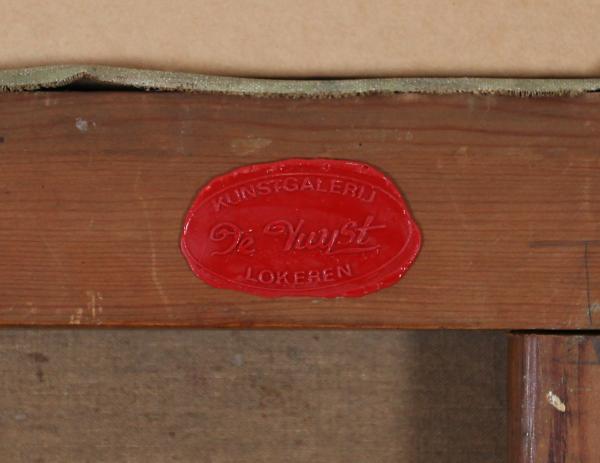 KUNSTGALERIJ
De Vuyst
LOKEREN